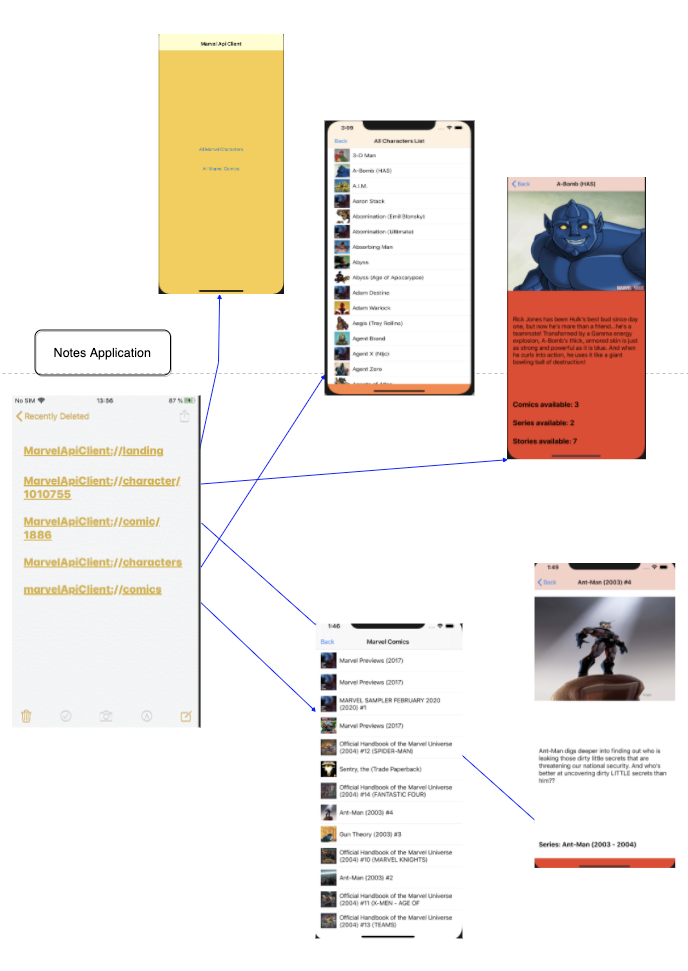 Marvel Api Client
All Marvel Characters
All Marvel Comics
3:09
Back
All Characters List
3-D Man
A-Bomb (HAS)
A.I.M.
Aaron Stack
Abomination (Emil Blonsky)
Abomination (Ultimate)
Absorbing Man
Abyss
Abyss (Age of Apocalypse)
Adam Destine
Adam Warlock
Aegis (Trey Rollins)
Agent Brand
Agent X (Nijo)
Agent Zero
Back
A-Bomb (HAS)
Rick Jones has been Hulk's best bud since day
one, but now he's more than a friend...he's a
teammate! Transformed by a Gamma energy
explosion, A-Bomb's thick, armored skin is just
as strong and powerful as it is blue. And when
he curls into action, he uses it like a giant
bowling ball of destruction!
Comics available: 3
Series available: 2
Stories available: 7
Notes Application
No SIM
13:56
87 %
Recently Deleted
MarvelApiClient://landing
MarvelApiClient://character/
1010755
MarvelApiClient://comic/
1886
MarvelApiClient://characters
marvelApiClient://comics
1:46
Back
Marvel Comics
Marvel Previews (2017)
Marvel Previews (2017)
MARVEL SAMPLER FEBRUARY 2020
(2020) #1
Marvel Previews (2017)
Official Handbook of the Marvel Universe
(2004) #12 (SPIDER-MAN)
Sentry, the (Trade Paperback)
Official Handbook of the Marvel Universe
(2004) #14 (FANTASTIC FOUR)
Ant-Man (2003) #4
Gun Theory (2003) #3
Official Handbook of the Marvel Universe
(2004) #10 (MARVEL KNIGHTS)
Ant-Man (2003) #2
Official Handbook of the Marvel Universe
(2004) #11 (X-MEN - AGE OF
Official Handbook of the Marvel Universe
(2004) #13 (TEAMS)
1:49
Back
Ant-Man (2003) #4
Ant-Man digs deeper into finding out who is
leaking those dirty little secrets that are
threatening our national security. And who's
better at uncovering dirty LITTLE secrets than
him??
Series: Ant-Man (2003 - 2004)